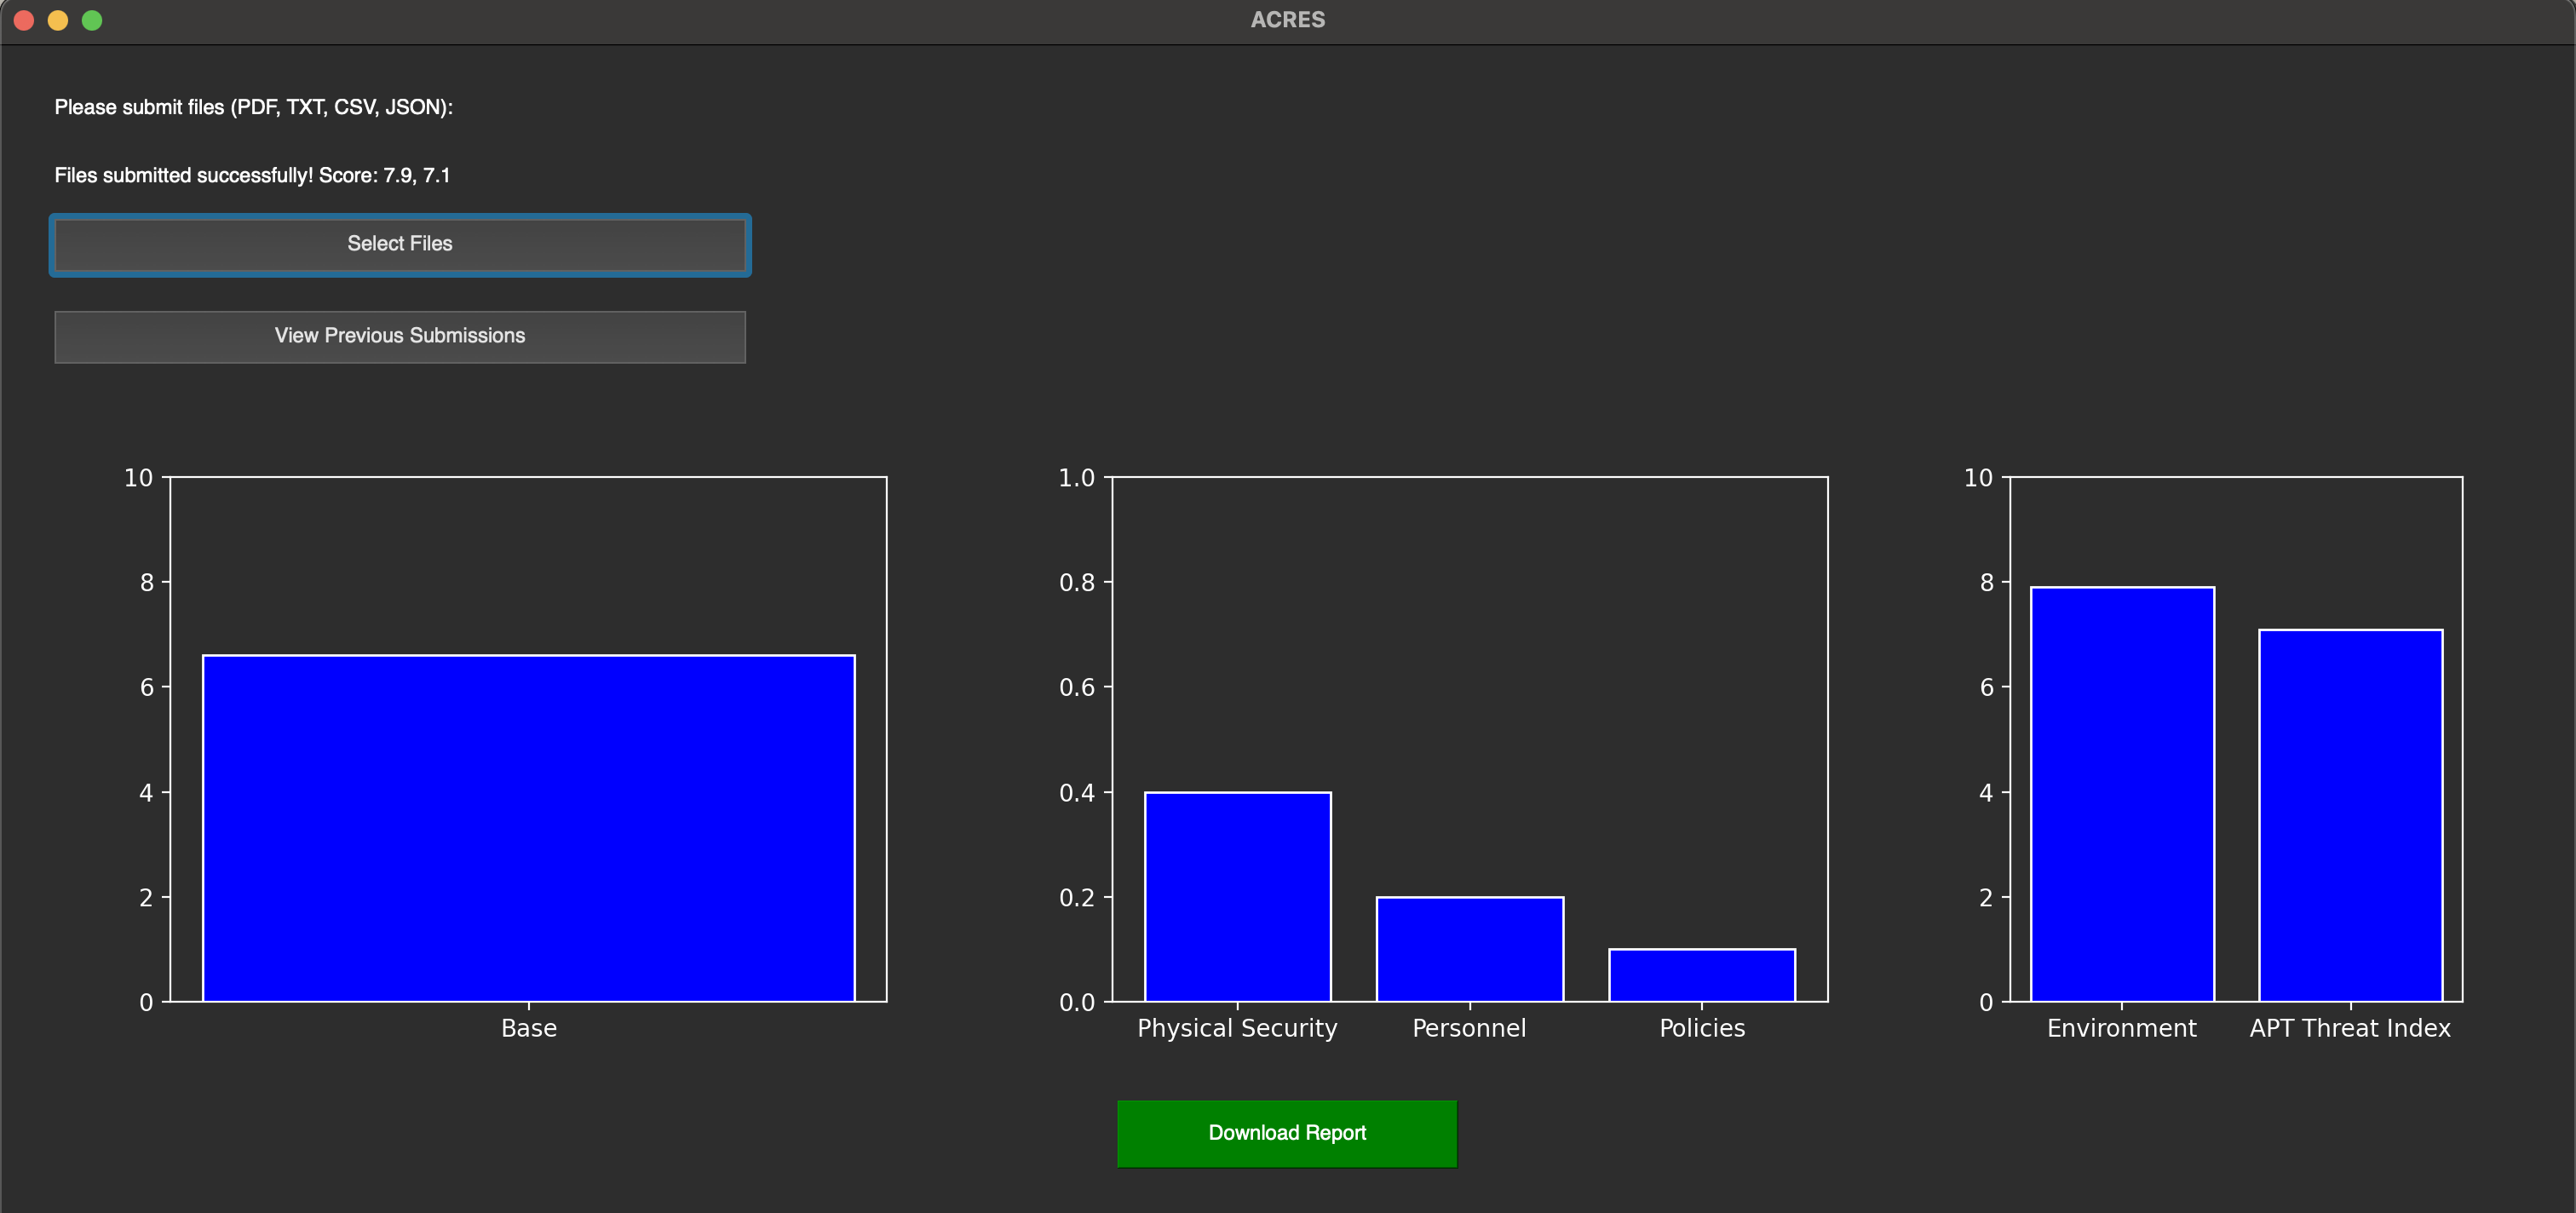 ACRES
Please submit files (PDF, TXT, CSV, JSON):
Files submitted successfully! Score: 7.9, 7.1
Select Files
View Previous Submissions
10
8
6
4
2
0
Base
1.0
0.8
0.6
0.4
0.2
0.0
Physical Security Personnel Policies
10
8
6
4
2
0
Environment APT Threat Index
Download Report